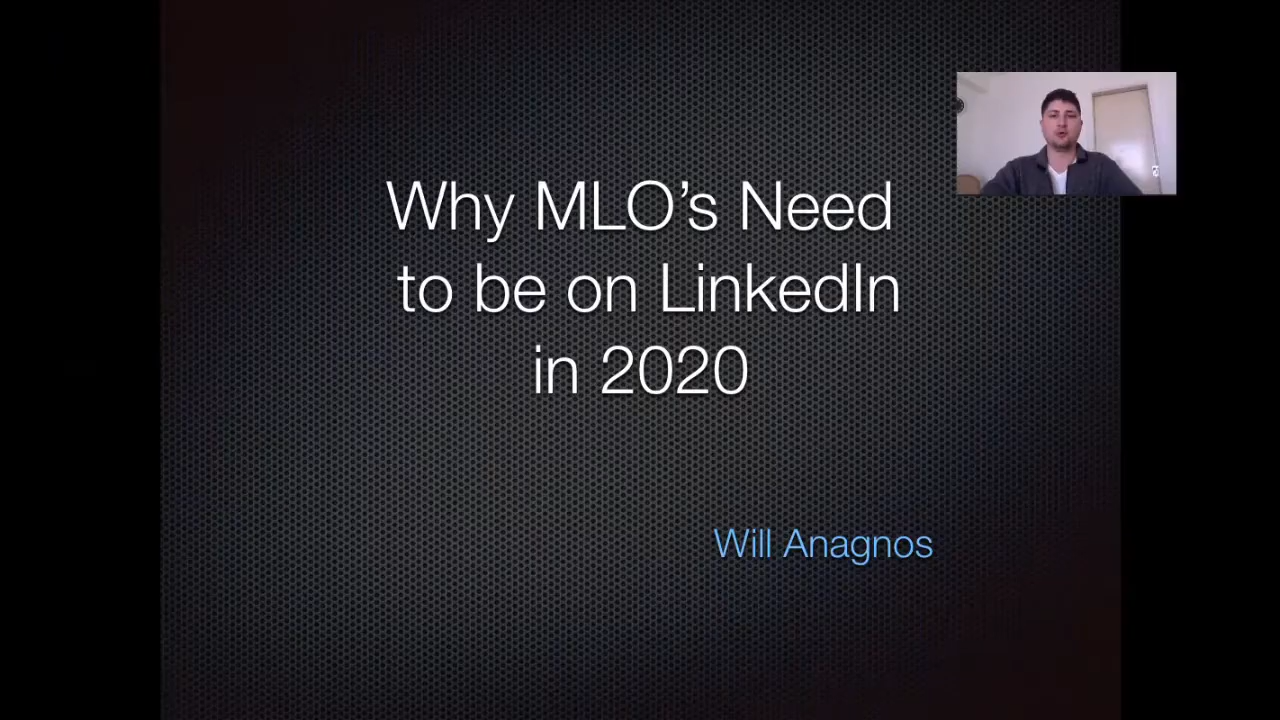 Why MLO’s Need
to be on LinkedIn
in 2020
Will Anagnos